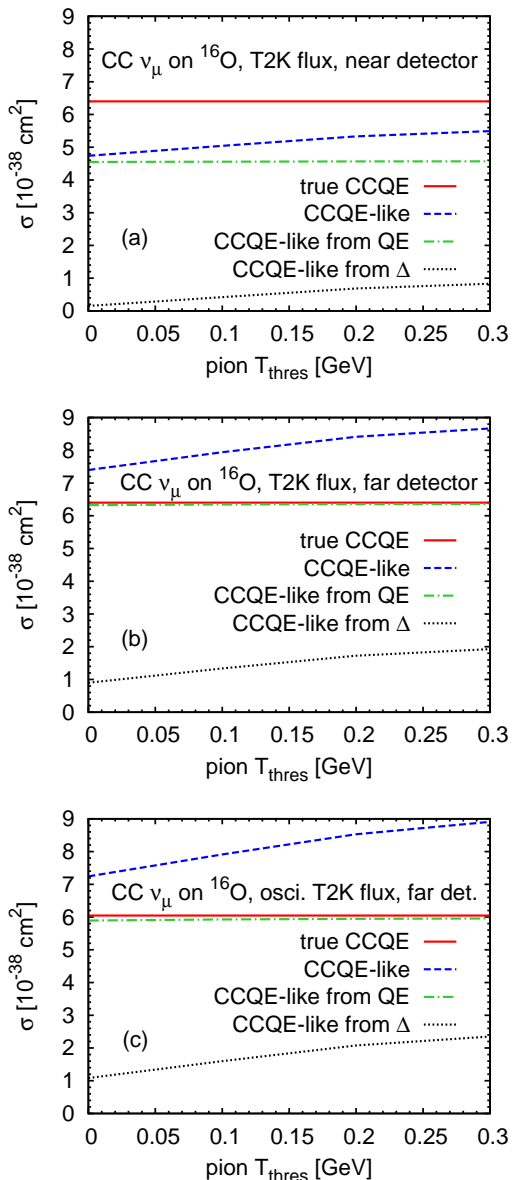 9
8
7
6
5
4
3
2
1
0
σ [10⁻³⁸ cm²]
CC νμ on ¹⁶O, T2K flux, near detector
true CCQE
CCQE-like
CCQE-like from QE
CCQE-like from Δ
(a)
0 0.05 0.1 0.15 0.2 0.25 0.3
pion Tthres [GeV]
9
8
7
6
5
4
3
2
1
0
σ [10⁻³⁸ cm²]
CC νμ on ¹⁶O, T2K flux, far detector
true CCQE
CCQE-like
CCQE-like from QE
CCQE-like from Δ
(b)
0 0.05 0.1 0.15 0.2 0.25 0.3
pion Tthres [GeV]
9
8
7
6
5
4
3
2
1
0
σ [10⁻³⁸ cm²]
CC νμ on ¹⁶O, osci. T2K flux, far det.
true CCQE
CCQE-like
CCQE-like from QE
CCQE-like from Δ
(c)
0 0.05 0.1 0.15 0.2 0.25 0.3
pion Tthres [GeV]